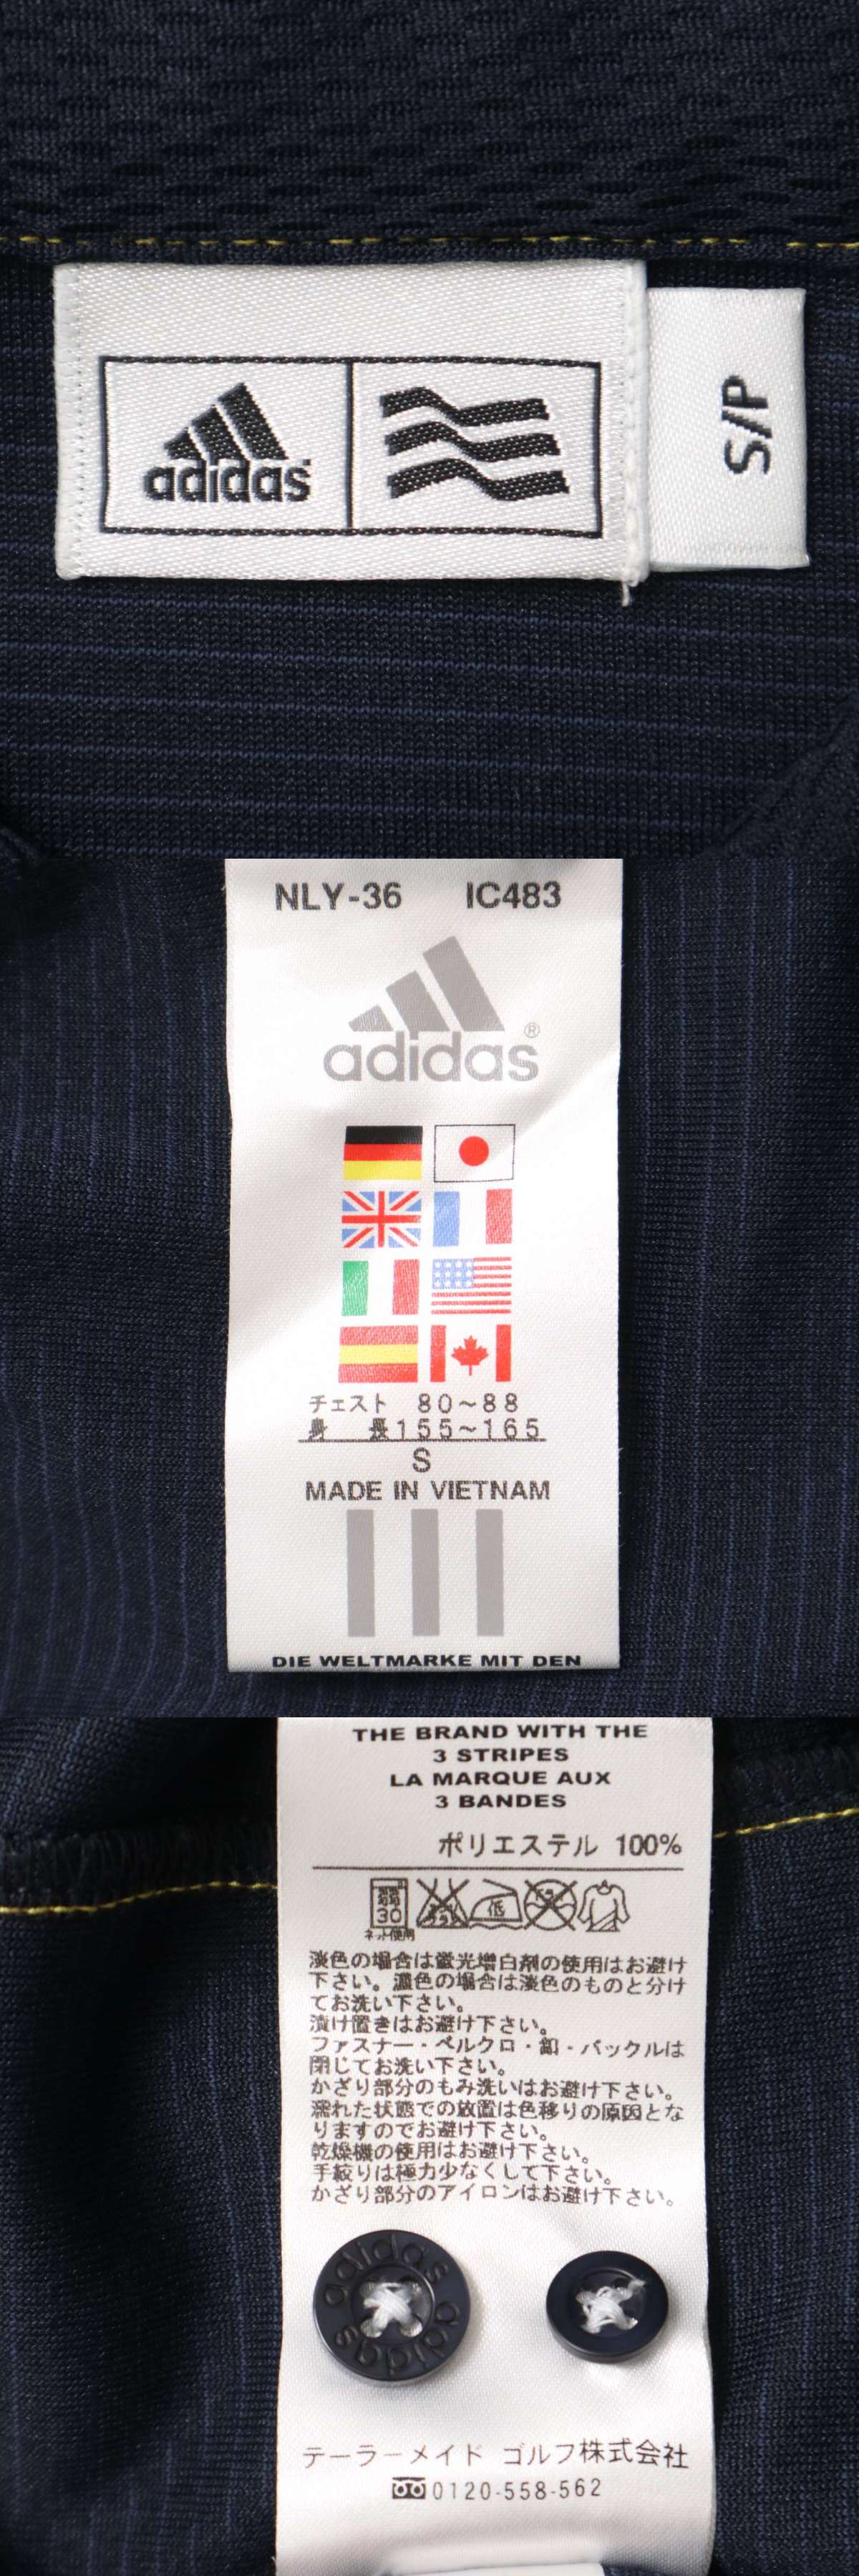 adidas
S/P
NLY-36 IC483
adidas®
チェスト 80~88
身 長155~165
S
MADE IN VIETNAM
DIE WELTMARKE MIT DEN
THE BRAND WITH THE
3 STRIPES
LA MARQUE AUX
3 BANDES
ポリエステル 100%
30 低
ネット使用
淡色の場合は蛍光増白剤の使用はお避け
下さい。濃色の場合は淡色のものと分け
てお洗い下さい。
漬け置きはお避け下さい。
ファスナー・ベルクロ・釦・バックルは
閉じてお洗い下さい。
かざり部分のもみ洗いはお避け下さい。
濡れた状態での放置は色移りの原因とな
りますのでお避け下さい。
乾燥機の使用はお避け下さい。
手絞りは極力少なくして下さい。
かざり部分のアイロンはお避け下さい。
adidas adidas
テーラーメイド ゴルフ株式会社
0120-558-562